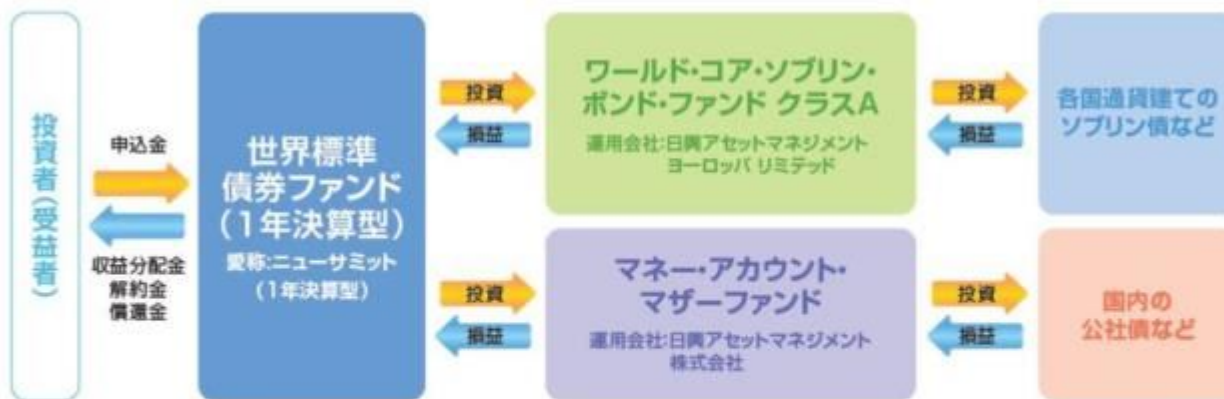 投資者(受益者)
申込金
収益分配金
解約金
償還金
世界標準
債券ファンド
(1年決算型)
愛称:ニューサミット
(1年決算型)
投資
損益
ワールド・コア・ソブリン・
ボンド・ファンド クラスA
運用会社:日興アセットマネジメント
ヨーロッパ リミテッド
投資
損益
各国通貨建ての
ソブリン債など
投資
損益
マネー・アカウント・
マザーファンド
運用会社:日興アセットマネジメント
株式会社
投資
損益
国内の
公社債など